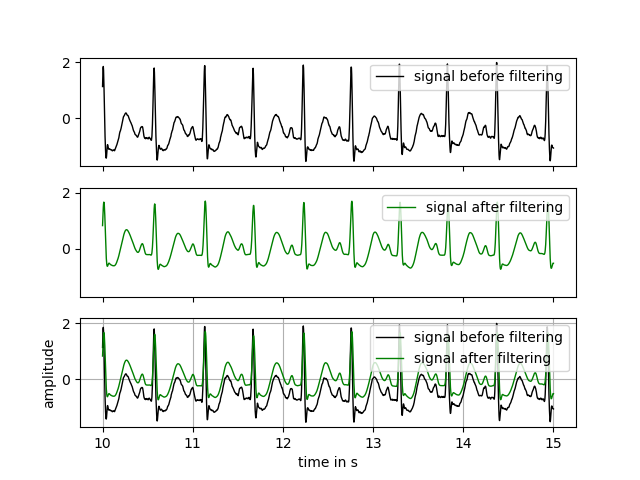 2
signal before filtering
0
2
signal after filtering
0
2
signal before filtering
signal after filtering
0
amplitude
10 11 12 13 14 15
time in s